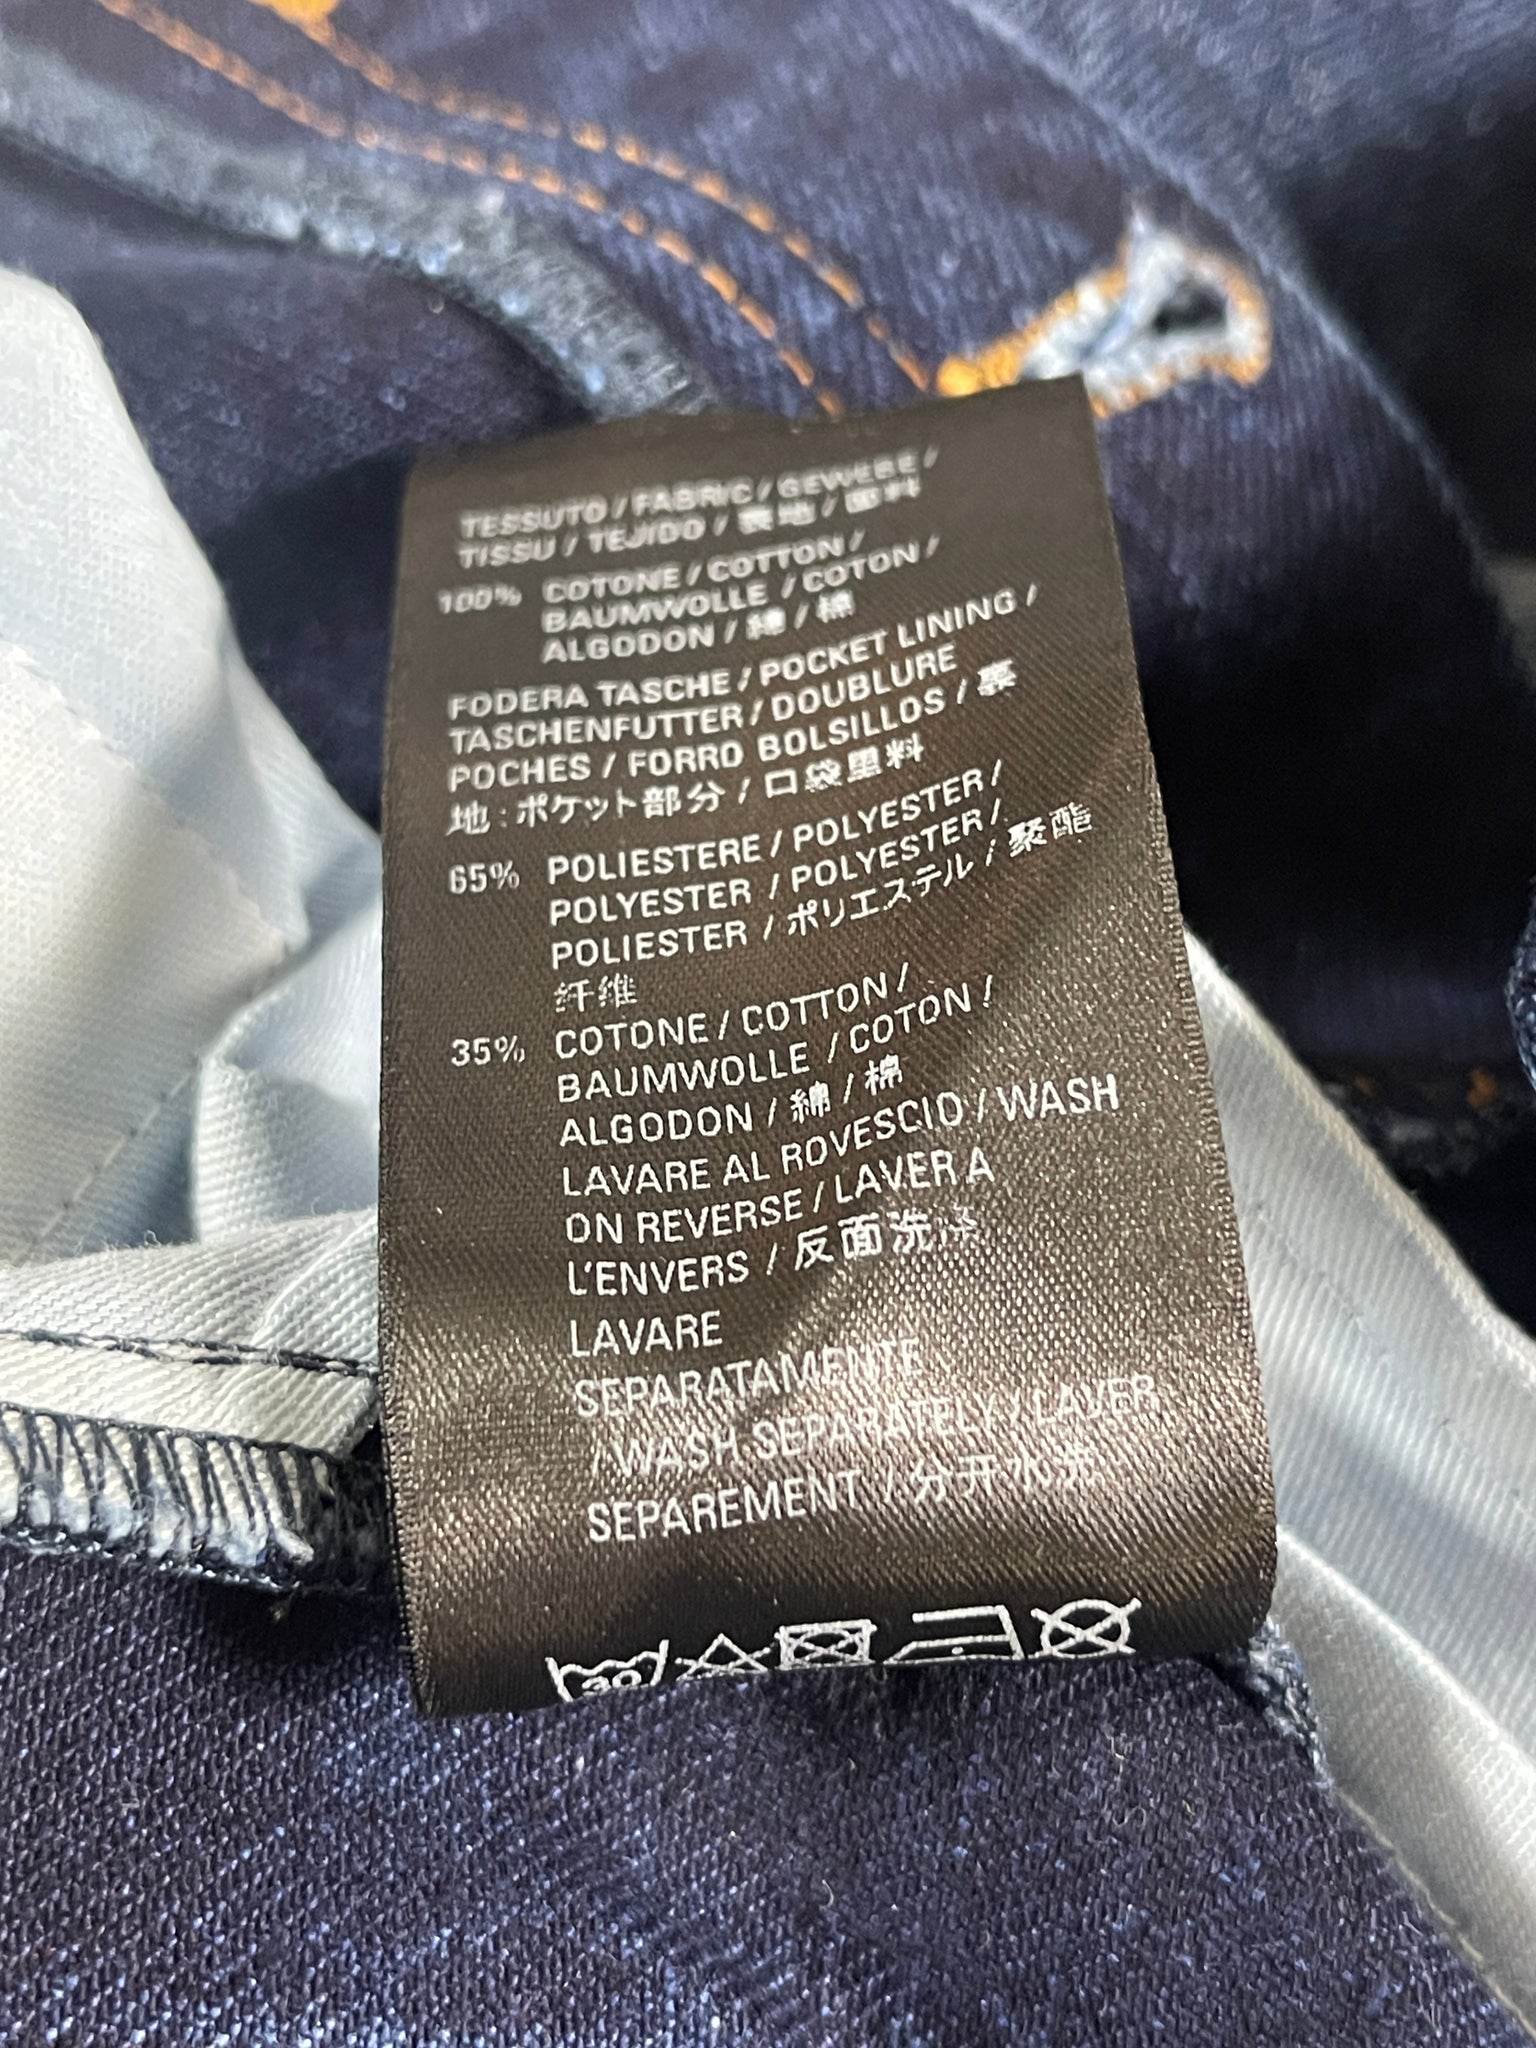 TESSUTO / FABRIC / GEWEBE /
TISSU / TEJIDO / 表地 / 面料
100% COTONE / COTTON /
BAUMWOLLE / COTON /
ALGODON / 綿 / 棉
FODERA TASCHE / POCKET LINING /
TASCHENFUTTER / DOUBLURE
POCHES / FORRO BOLSILLOS / 裏
地 : ポケット部分 / 口袋里料
65% POLIESTERE / POLYESTER /
POLYESTER / POLYESTER /
POLIESTER / ポリエステル / 聚酯
纤维
35% COTONE / COTTON /
BAUMWOLLE / COTON /
ALGODON / 綿 / 棉
LAVARE AL ROVESCIO / WASH
ON REVERSE / LAVER A
L'ENVERS / 反面洗涤
LAVARE
SEPARATAMENTE
/ WASH SEPARATELY / LAVER
SEPAREMENT / 分开水洗
30